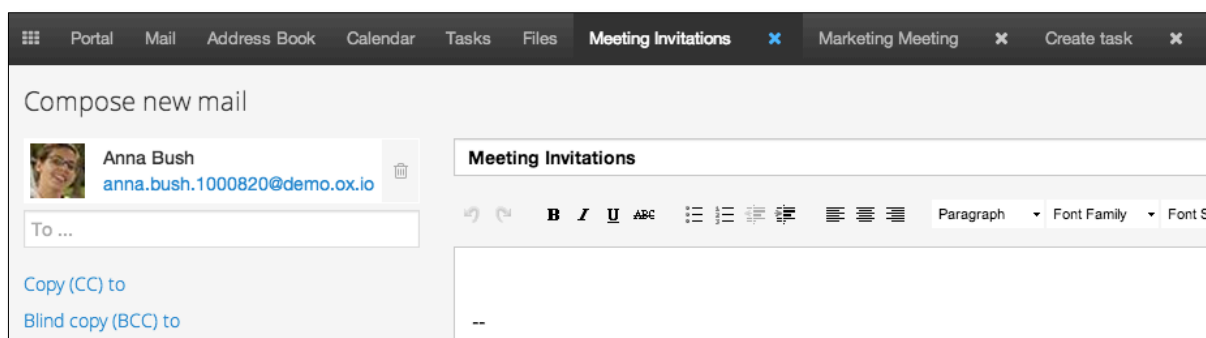 Portal Mail Address Book Calendar Tasks Files Meeting Invitations × Marketing Meeting × Create task ×
Compose new mail
Anna Bush
anna.bush.1000820@demo.ox.io
To ...
Copy (CC) to
Blind copy (BCC) to
Meeting Invitations
B I U ABC Paragraph Font Family Font S
--